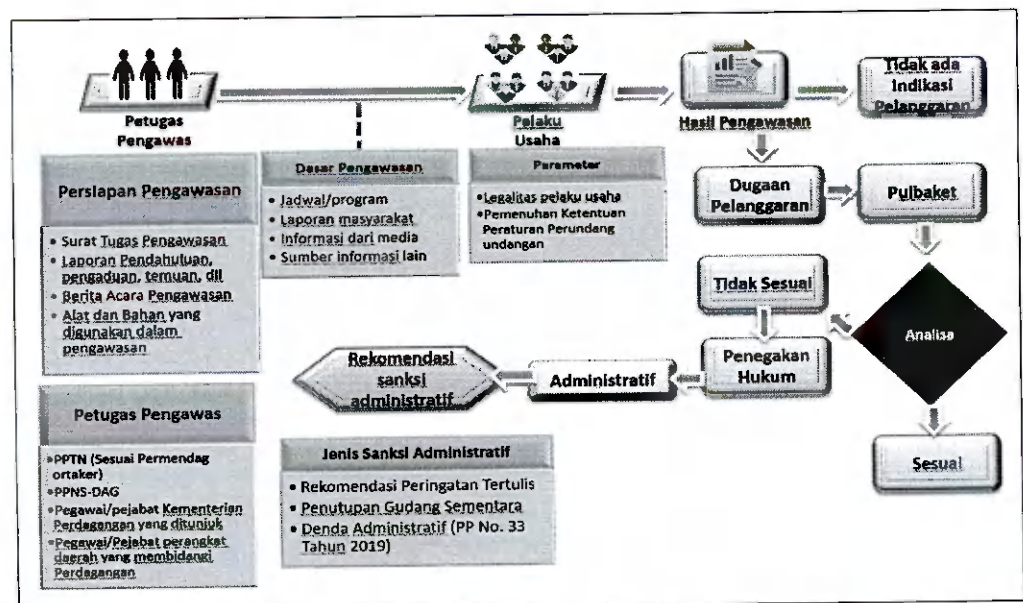 Petugas
Pengawas
Pelaku
Usaha
Hasil Pengawasan
Tidak ada
Indikasi
Pelanggaran
Persiapan Pengawasan
• Surat Tugas Pengawasan
• Laporan Pendahuluan,
pengaduan, temuan, dll
• Berita Acara Pengawasan
• Alat dan Bahan yang
digunakan dalam
pengawasan
Dasar Pengawasan
• Jadwal/program
• Laporan masyarakat
• Informasi dari media
• Sumber informasi lain
Parameter
•Legalitas pelaku usaha
•Pemenuhan Ketentuan
Peraturan Perundang
undangan
Dugaan
Pelanggaran
Pulbaket
Tidak Sesuai
Analisa
Penegakan
Hukum
Administratif
Rekomendasi
sanksi
administratif
Sesuai
Petugas Pengawas
•PPTN (Sesuai Permendag
ortaker)
•PPNS-DAG
•Pegawai/pejabat Kementerian
Perdagangan yang ditunjuk
•Pegawai/Pejabat perangkat
daerah yang membidangi
Perdagangan
Jenis Sanksi Administratif
• Rekomendasi Peringatan Tertulis
• Penutupan Gudang Sementara
• Denda Administratif (PP No. 33
Tahun 2019)